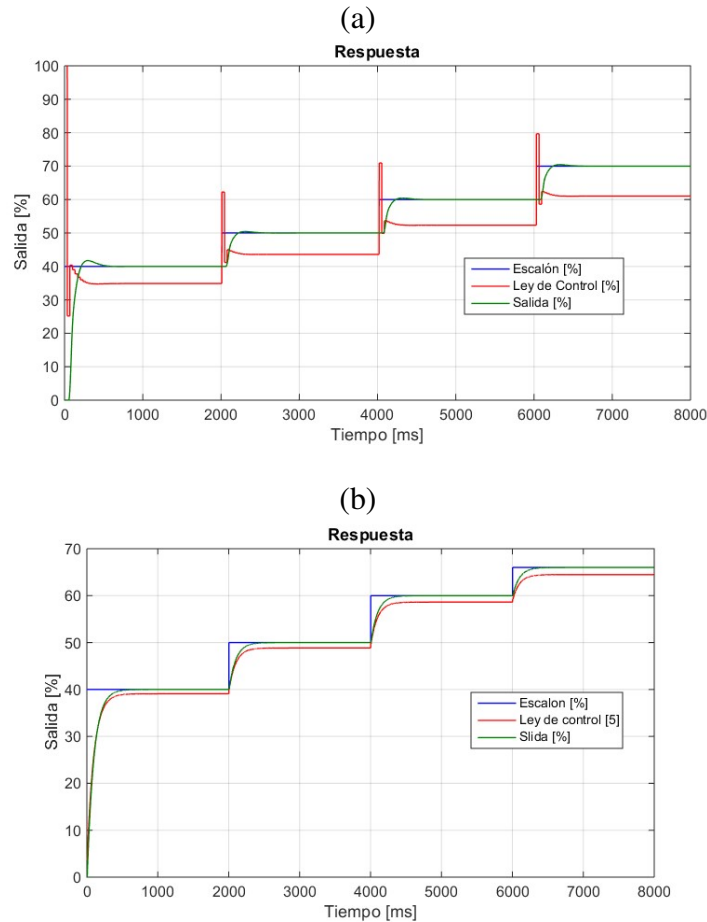 (a)
Respuesta
100
90
80
70
60
50
40
30
20
10
0
Salida [%]
Escalón [%]
Ley de Control [%]
Salida [%]
0 1000 2000 3000 4000 5000 6000 7000 8000
Tiempo [ms]
(b)
Respuesta
70
60
50
40
30
20
10
0
Salida [%]
Escalon [%]
Ley de control [5]
Slida [%]
0 1000 2000 3000 4000 5000 6000 7000 8000
Tiempo [ms]